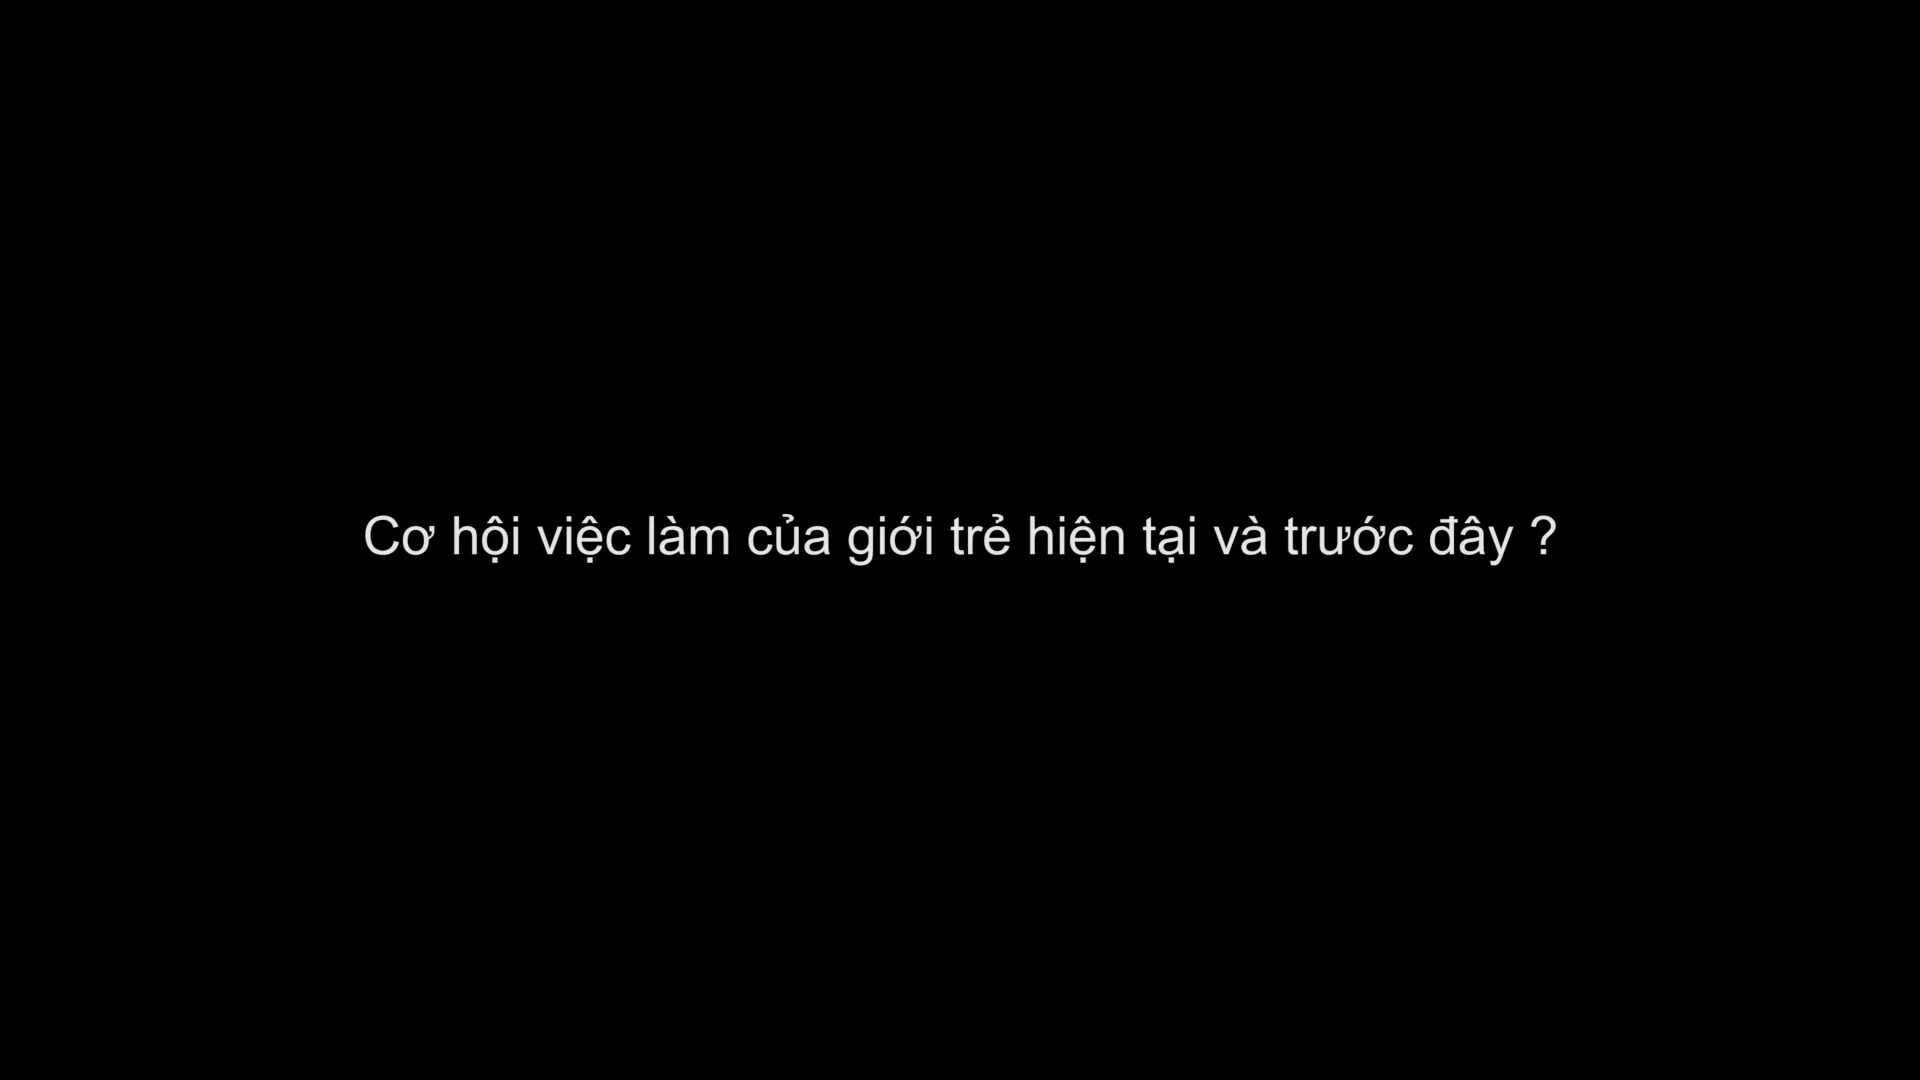 Cơ hội việc làm của giới trẻ hiện tại và trước đây ?